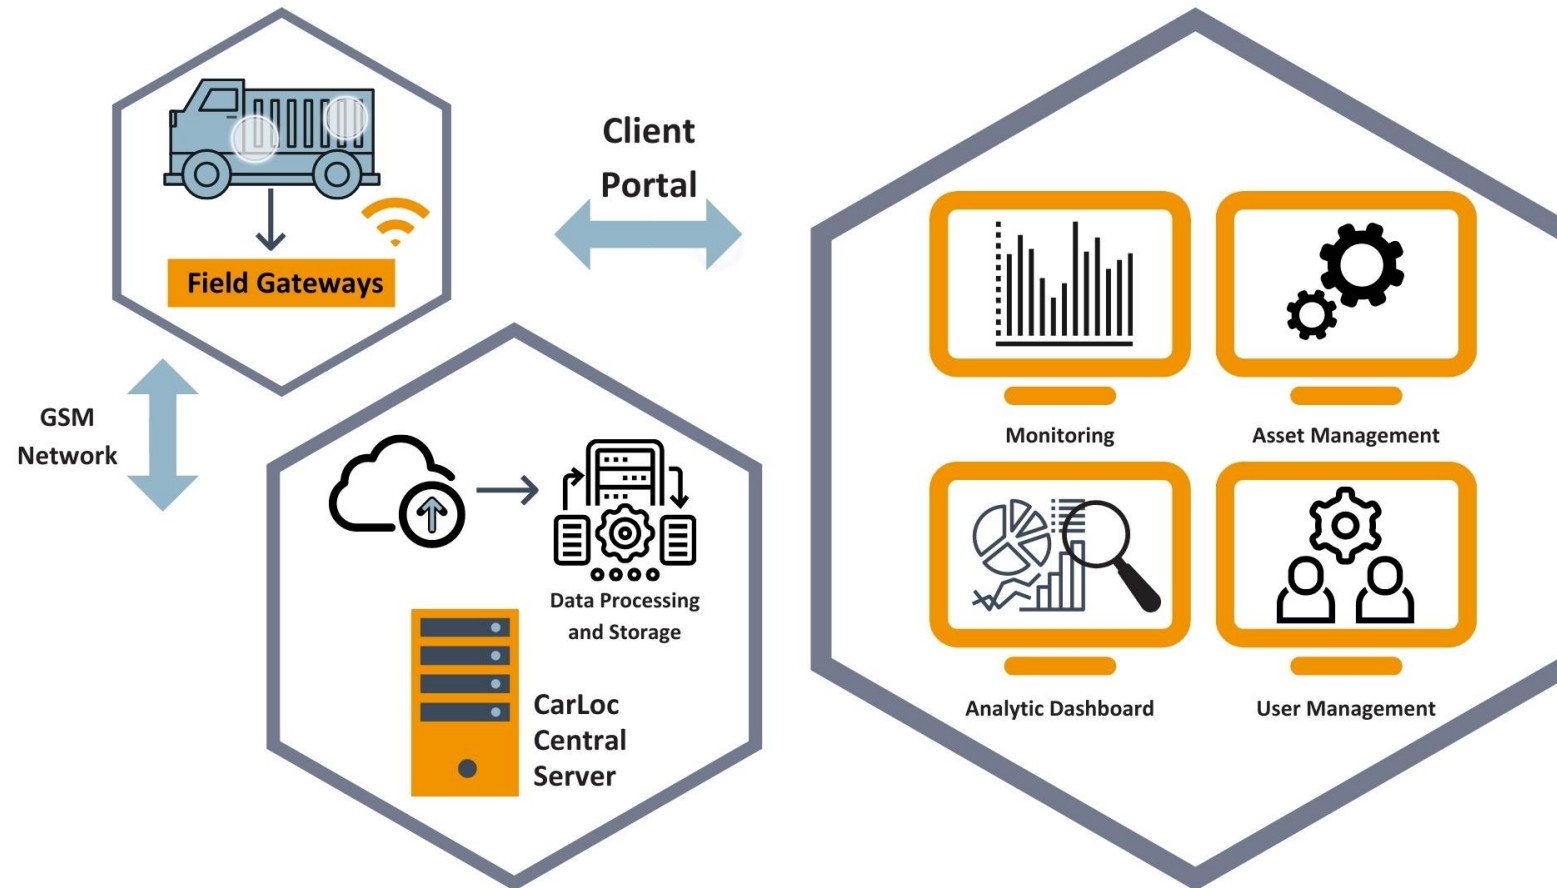 Field Gateways
Client
Portal
GSM
Network
Data Processing
and Storage
CarLoc
Central
Server
Monitoring
Asset Management
Analytic Dashboard
User Management